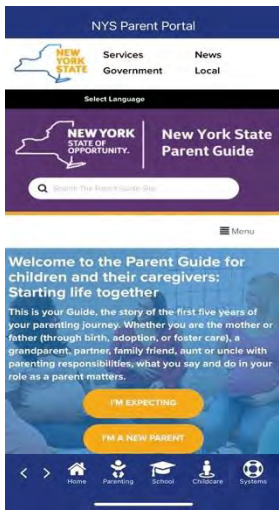 NYS Parent Portal
NEW
YORK
STATE
Services
News
Government
Local
Select Language
NEW YORK
STATE OF
OPPORTUNITY.
New York State
Parent Guide
Search The Parent Guide Site
Menu
Welcome to the Parent Guide for
children and their caregivers:
Starting life together
This is your Guide, the story of the first five years of
your parenting journey. Whether you are the mother or
father (through birth, adoption, or foster care), a
grandparent, partner, family friend, aunt or uncle with
parenting responsibilities, what you say and do in your
role as a parent matters.
I'M EXPECTING
I'M A NEW PARENT
Home
Parenting
School
Childcare
Systems